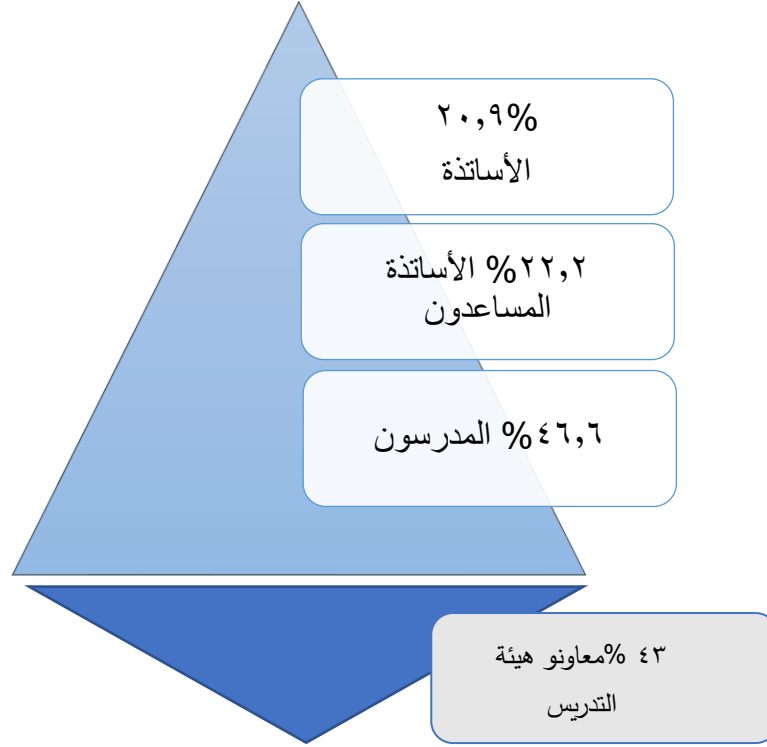 ٢٠,٩%
الأساتذة
٢٢,٢% الأساتذة
المساعدون
٤٦,٦% المدرسون
٤٣ %معاونو هيئة
التدريس